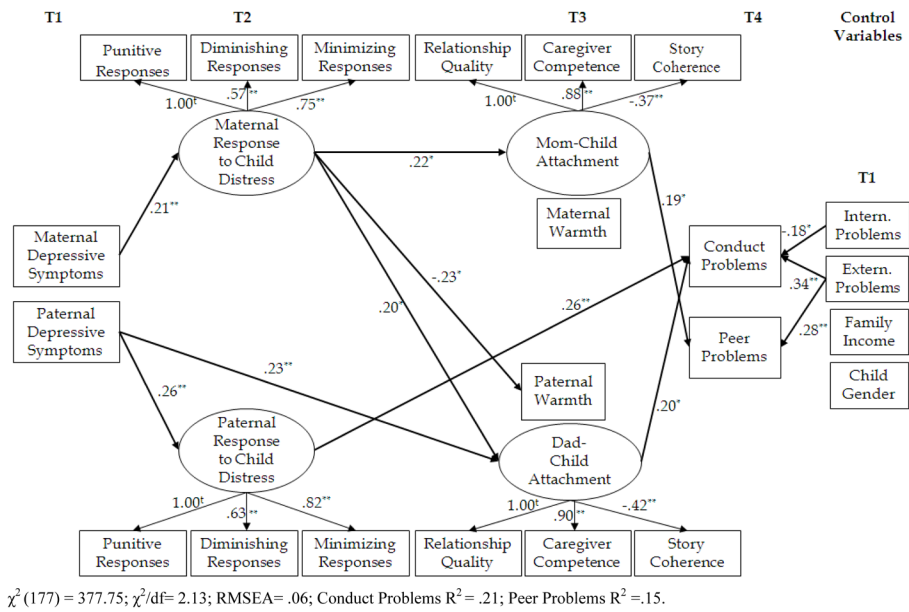 T1
T2
T3
T4
Control
Variables
Punitive
Responses
Diminishing
Responses
Minimizing
Responses
Relationship
Quality
Caregiver
Competence
Story
Coherence
1.00ᵗ
.57**
.75**
1.00ᵗ
.88**
-.37**
Maternal
Response
to Child
Distress
.22*
Mom-Child
Attachment
T1
.21**
.19*
Maternal
Warmth
Maternal
Depressive
Symptoms
Conduct
Problems
-.18*
Intern.
Problems
-.23*
.20*
.26**
.34**
Extern.
Problems
Paternal
Depressive
Symptoms
Peer
Problems
.28**
Family
Income
.23**
.26**
Paternal
Warmth
.20*
Child
Gender
Paternal
Response
to Child
Distress
Dad-
Child
Attachment
1.00ᵗ
.63**
.82**
1.00ᵗ
.90**
-.42**
Punitive
Responses
Diminishing
Responses
Minimizing
Responses
Relationship
Quality
Caregiver
Competence
Story
Coherence
χ² (177) = 377.75; χ²/df= 2.13; RMSEA= .06; Conduct Problems R² = .21; Peer Problems R² =.15.